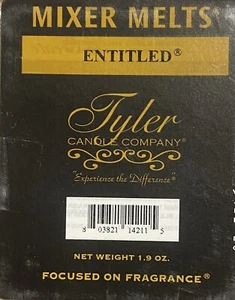 MIXER MELTS
ENTITLED®
Tyler
CANDLE COMPANY®
"Experience the Difference"®
8 03821 14211 5
NET WEIGHT 1.9 OZ.
FOCUSED ON FRAGRANCE®